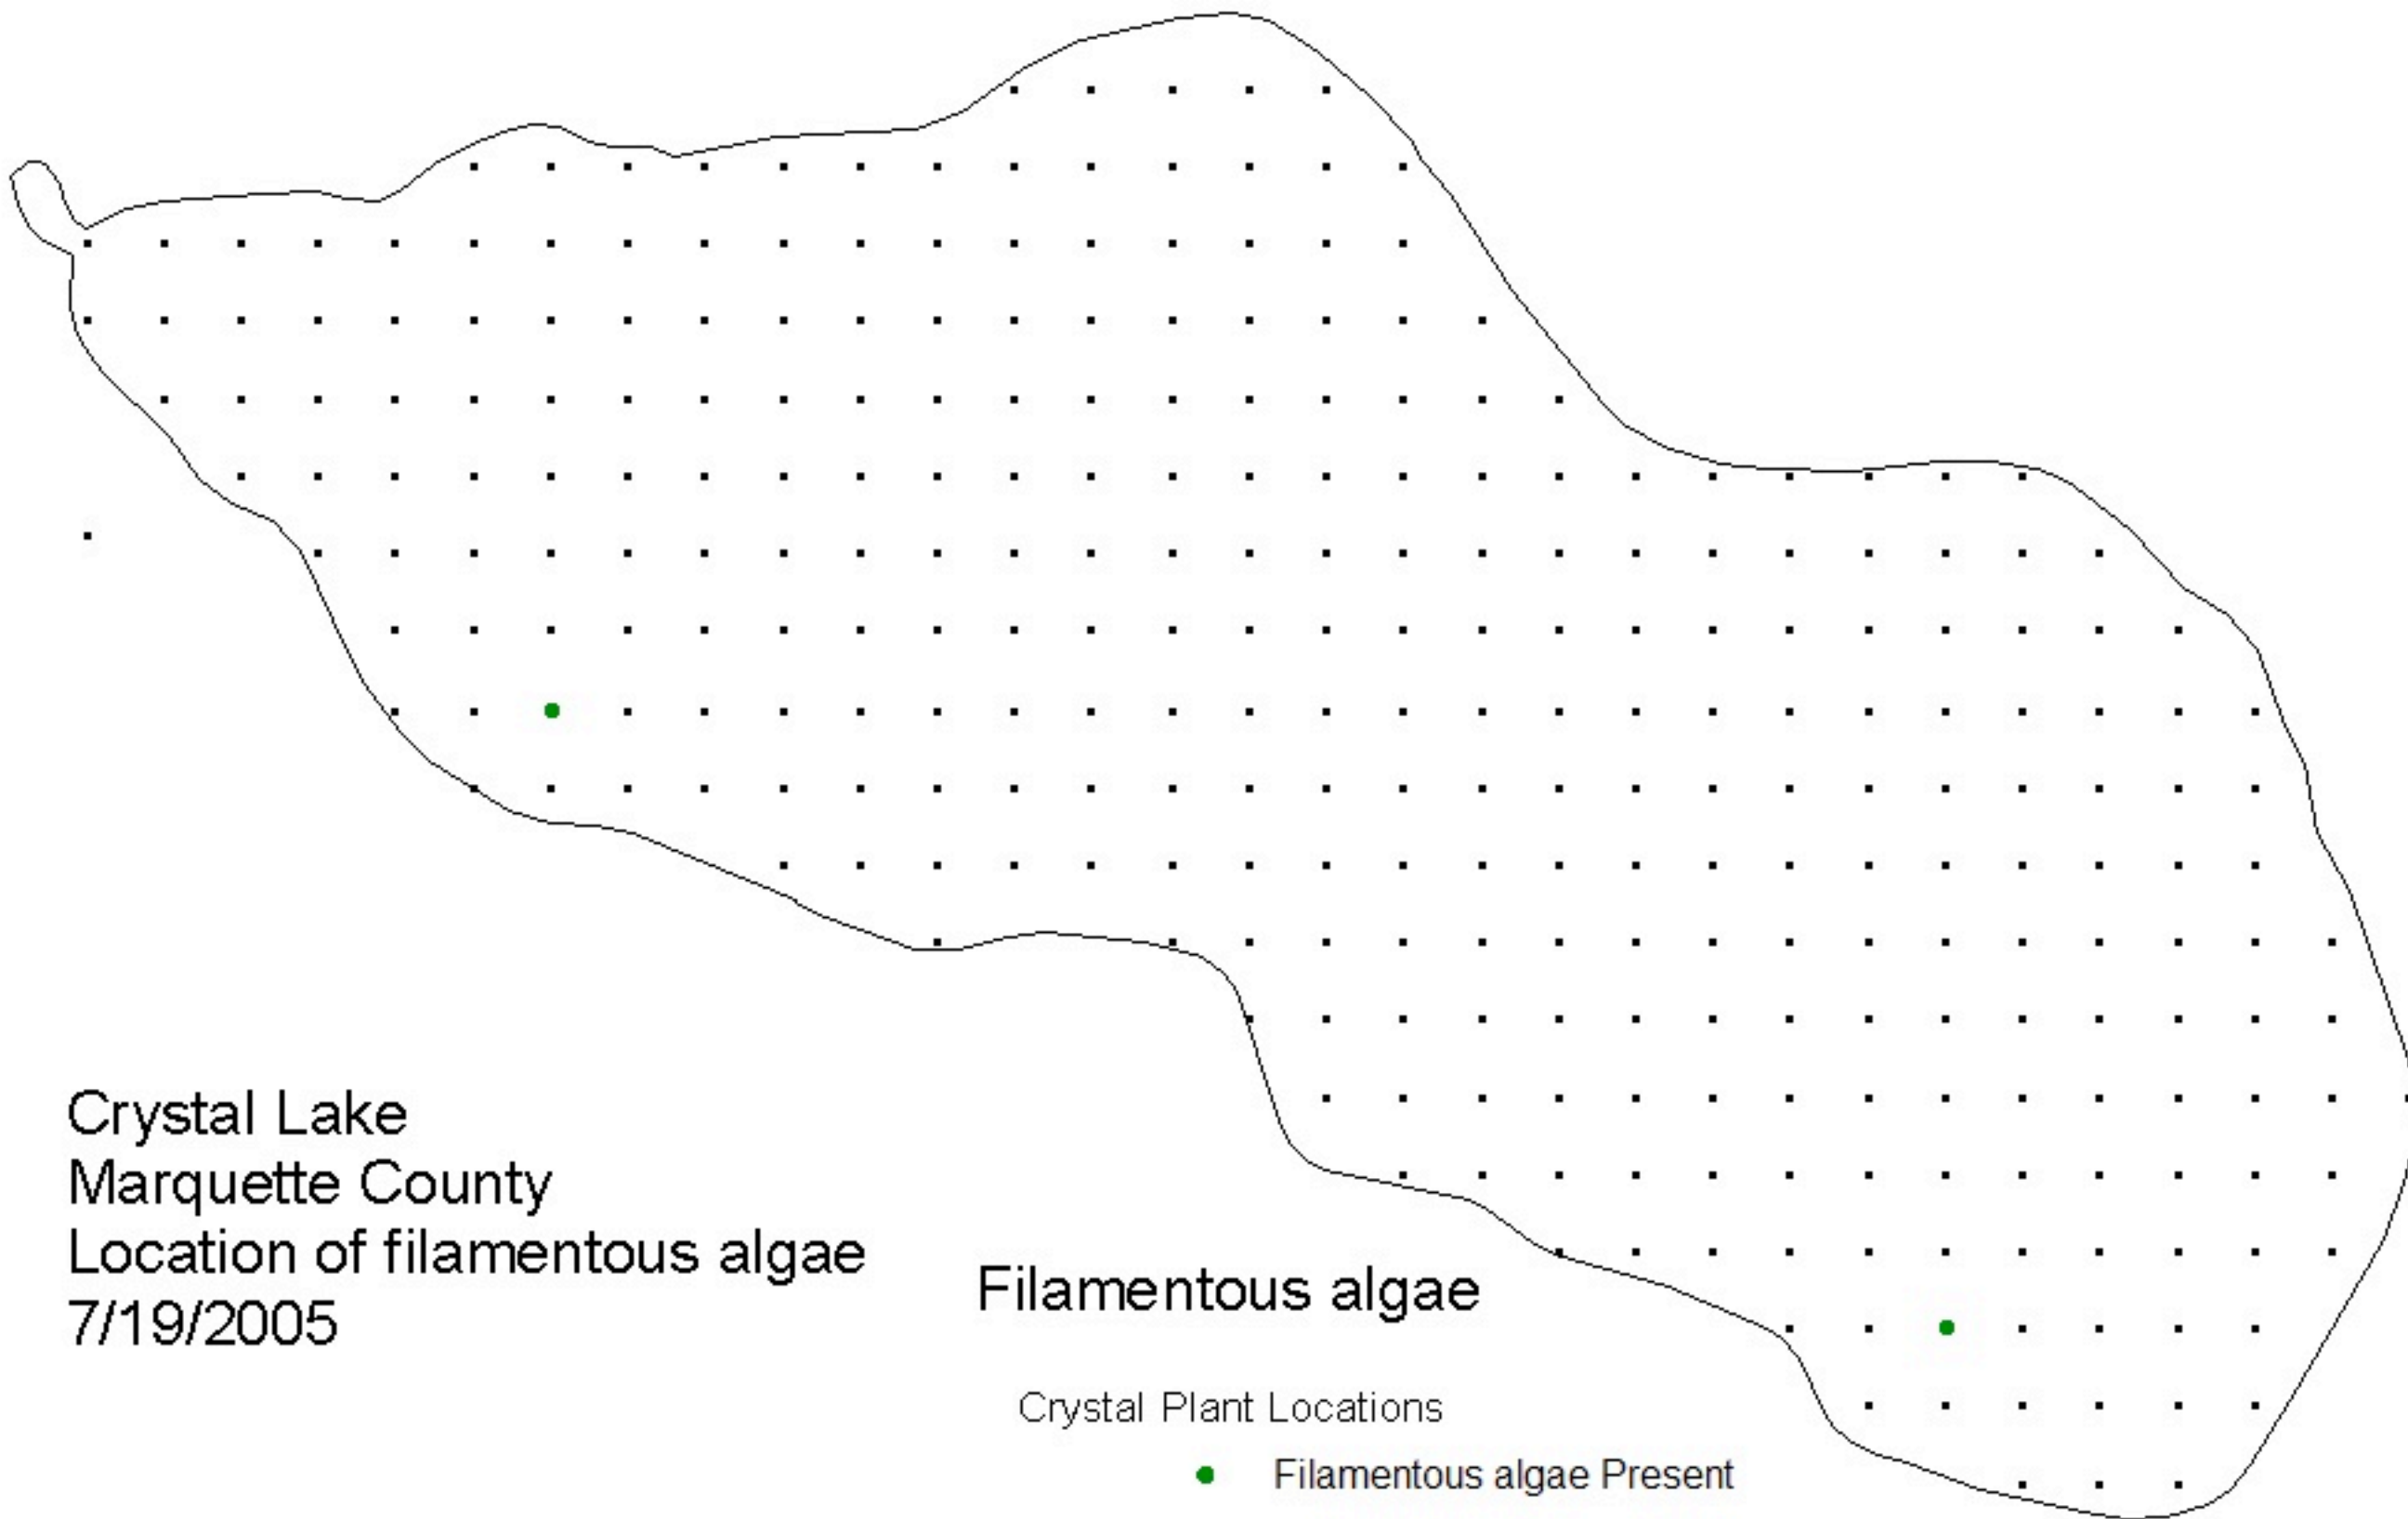 Crystal Lake
Marquette County
Location of filamentous algae
7/19/2005
Filamentous algae
Crystal Plant Locations
Filamentous algae Present